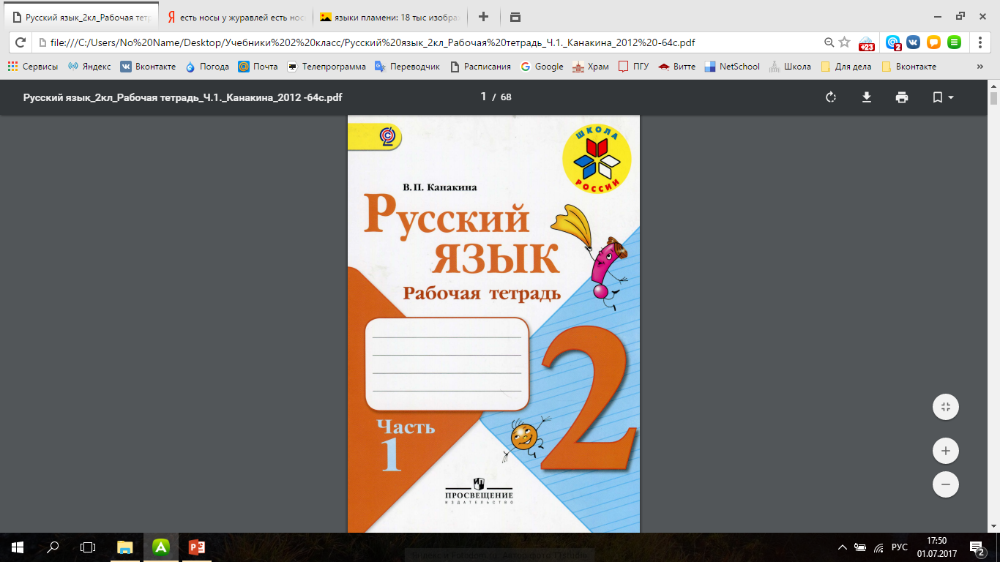 Русский язык_2кл_Рабочая тетр
есть носы у журавлей есть нос
языки пламени: 18 тыс изобра
file:///C:/Users/No%20Name/Desktop/Учебники%202%20класс/Русский%20язык_2кл_Рабочая%20тетрадь_Ч.1._Канакина_2012%20-64с.pdf
+23
2
Сервисы Яндекс Вконтакте Погода Почта Телепрограмма Переводчик Расписания Google Храм ПГУ Витте NetSchool Школа Для дела Вконтакте »
Русский язык_2кл_Рабочая тетрадь_Ч.1._Канакина_2012 -64с.pdf
1 / 68
ШКОЛА
РОССИИ
В. П. Канакина
Русский
ЯЗЫК
Рабочая тетрадь
2
Часть
1
ПРОСВЕЩЕНИЕ
ИЗДАТЕЛЬСТВО
РУС
17:50
01.07.2017
2